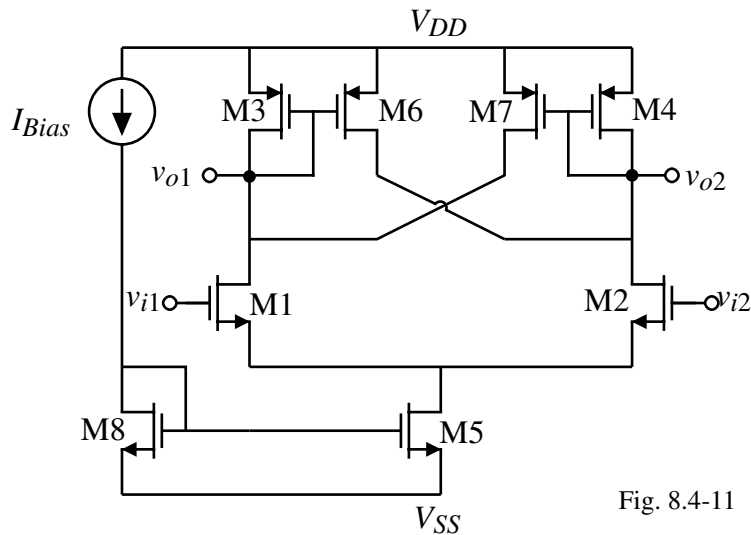 V_DD
M3
M6
M7
M4
I_Bias
v_o1
v_o2
v_i1
M1
M2
v_i2
M8
M5
V_SS
Fig. 8.4-11